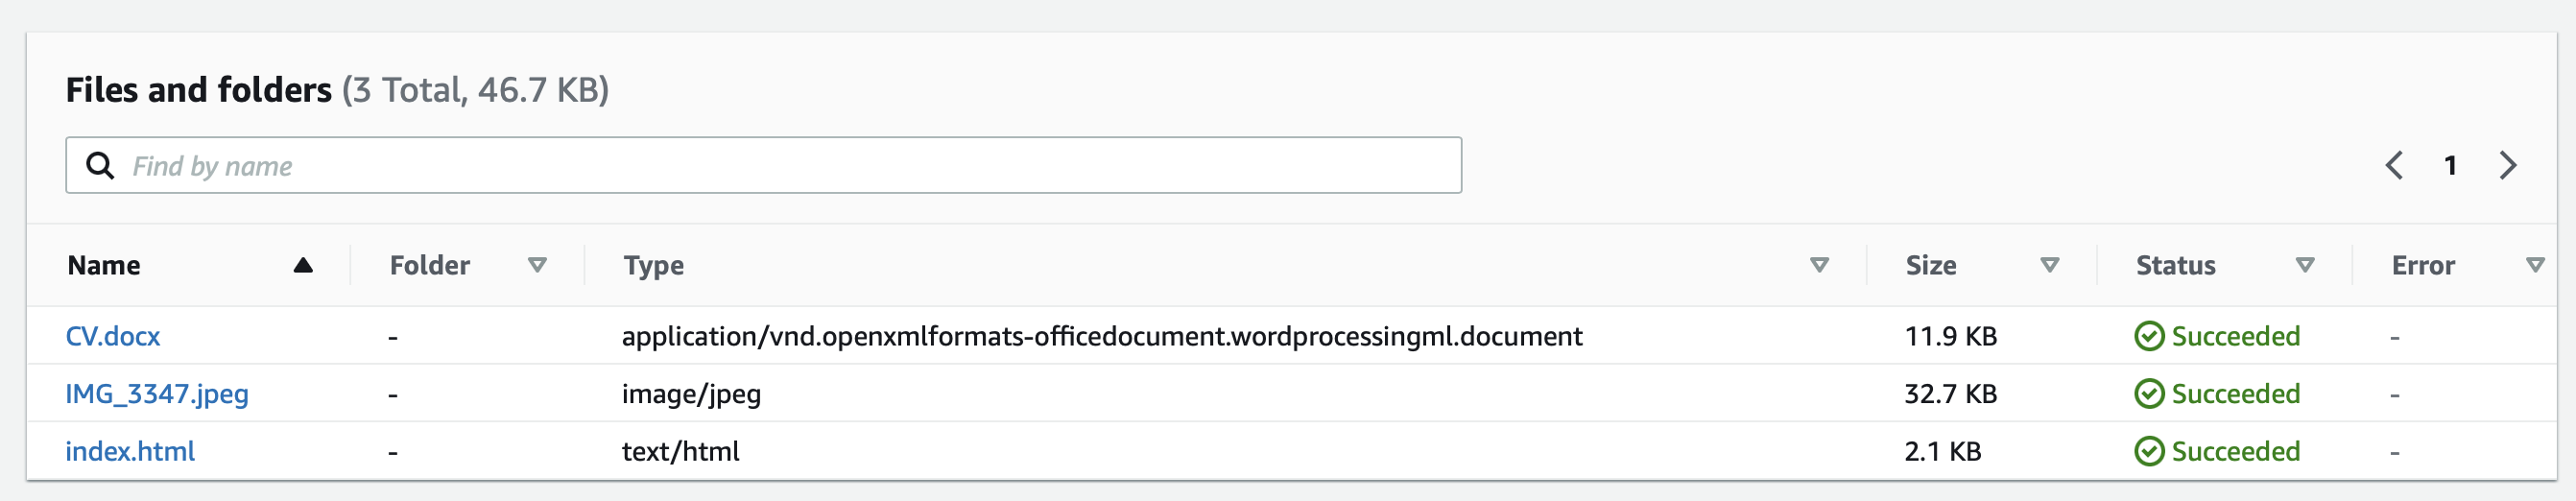 Files and folders (3 Total, 46.7 KB)
Find by name
1
Name Folder Type Size Status Error
CV.docx - application/vnd.openxmlformats-officedocument.wordprocessingml.document 11.9 KB Succeeded -
IMG_3347.jpeg - image/jpeg 32.7 KB Succeeded -
index.html - text/html 2.1 KB Succeeded -